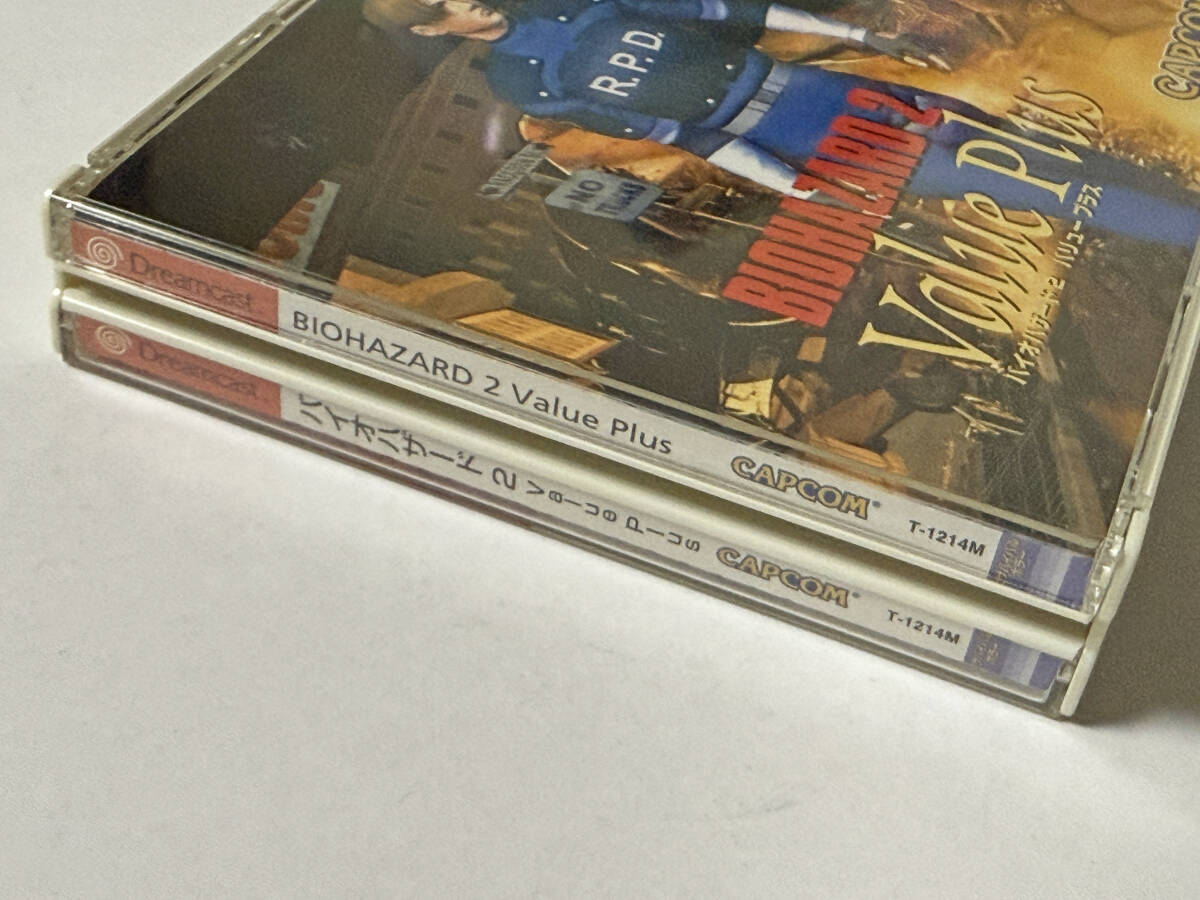 R.P.D.
CAPCOM
NO
BIOHAZARD 2
Value Plus
バイオハザード2 バリュープラス
Dreamcast
BIOHAZARD 2 Value Plus
CAPCOM
T-1214M
Dreamcast
バイオハザード 2 Value Plus
CAPCOM
T-1214M